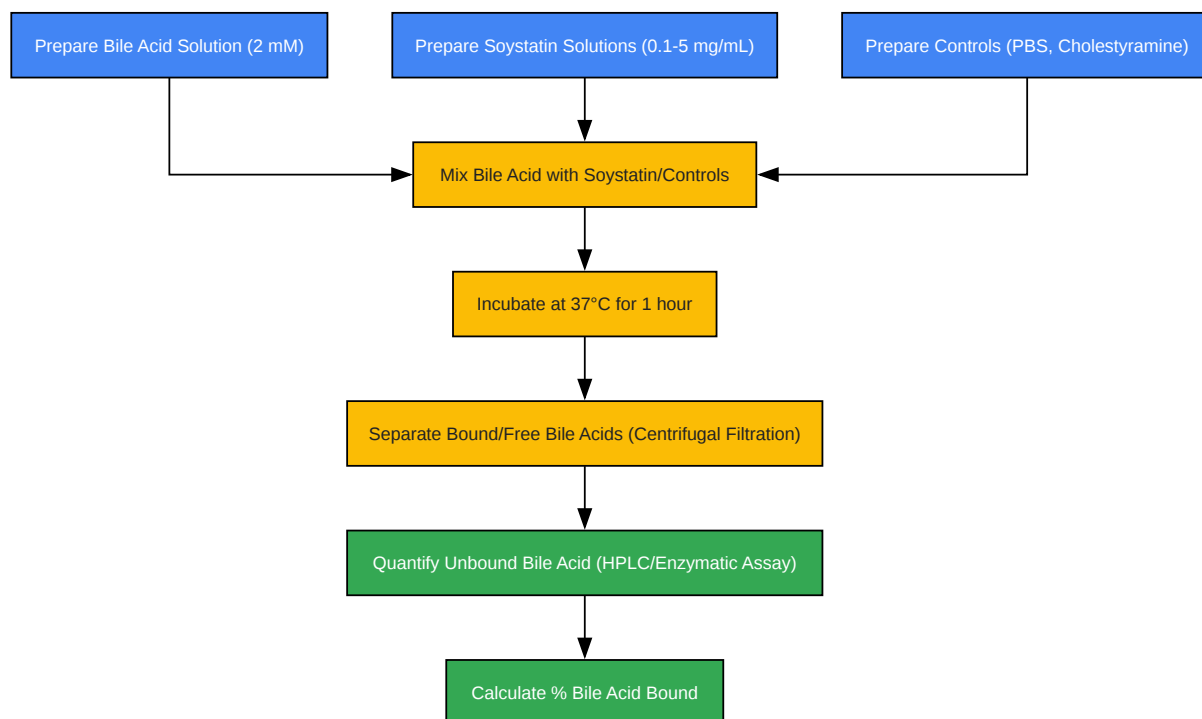 Prepare Bile Acid Solution (2 mM)
Prepare Soystatin Solutions (0.1-5 mg/mL)
Prepare Controls (PBS, Cholestyramine)
Mix Bile Acid with Soystatin/Controls
Incubate at 37°C for 1 hour
Separate Bound/Free Bile Acids (Centrifugal Filtration)
Quantify Unbound Bile Acid (HPLC/Enzymatic Assay)
Calculate % Bile Acid Bound